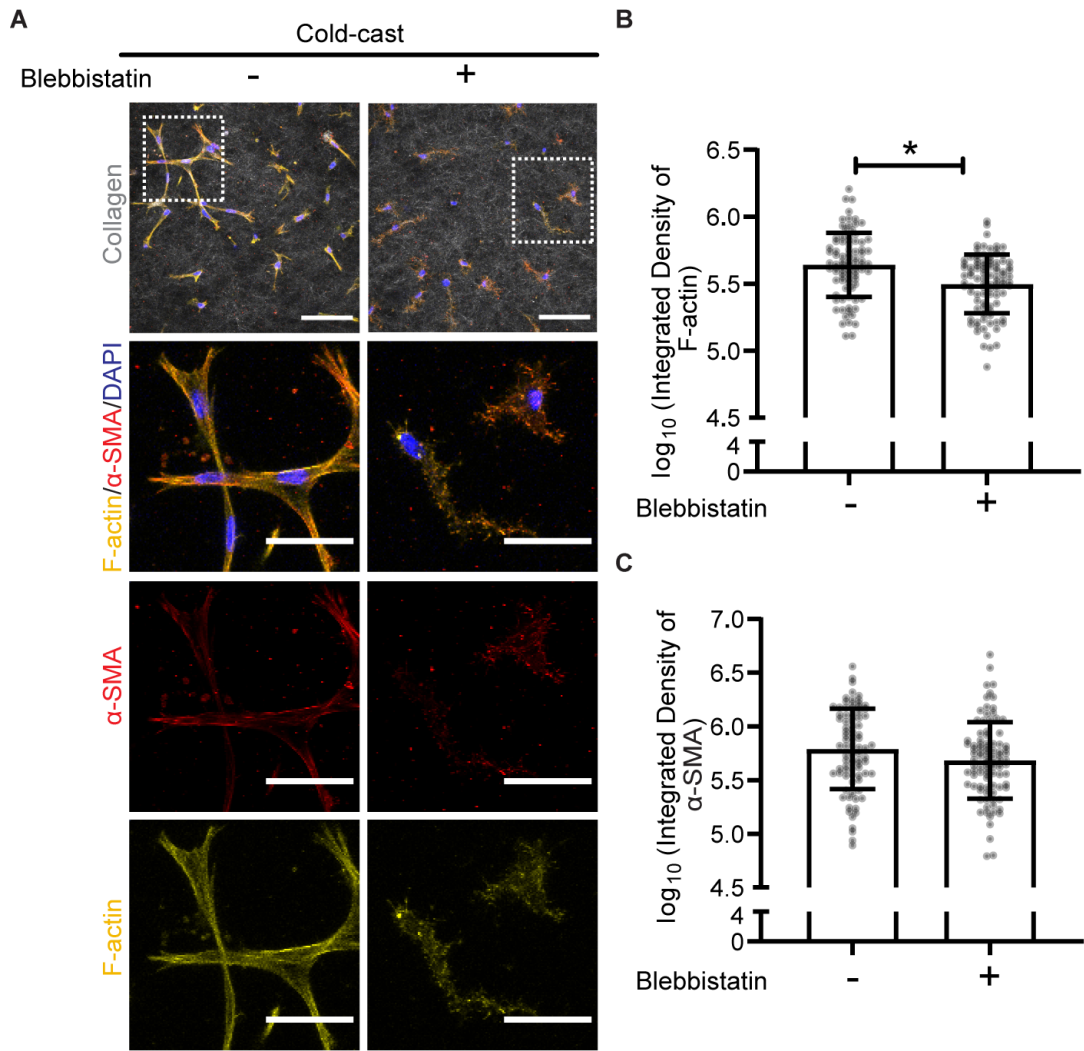 A
Cold-cast
Blebbistatin - +
Collagen
F-actin/α-SMA/DAPI
α-SMA
F-actin
B
log10 (Integrated Density of
F-actin)
6.5
6.0
5.5
5.0
4.5
4
0
*
Blebbistatin - +
C
log10 (Integrated Density of
α-SMA)
7.0
6.5
6.0
5.5
5.0
4.5
4
0
Blebbistatin - +